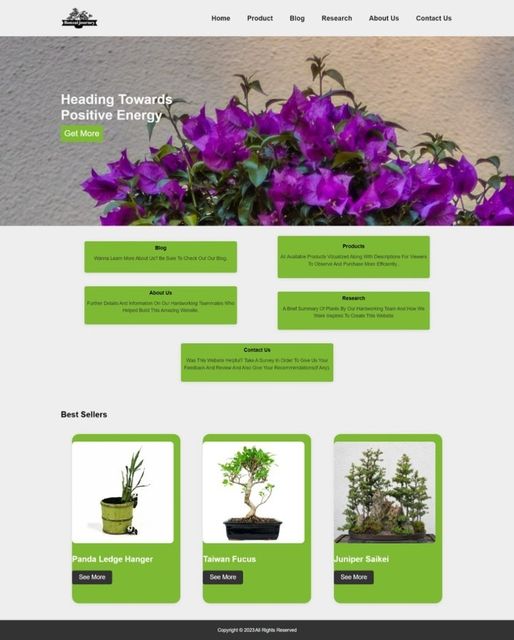 Bonsai Journey
Home Product Blog Research About Us Contact Us
Heading Towards
Positive Energy
Get More
Blog
Wanna Learn More About Us? Be Sure To Check Out Our Blog.
Products
All Available Products Visualized Along With Descriptions For Viewers
To Observe And Purchase More Efficiently.
About Us
Further Details And Information On Our Hardworking Teammates Who
Helped Build This Amazing Website.
Research
A Brief Summary Of Plants By Our Hardworking Team And How We
Were Inspired To Create This Website
Contact Us
Was This Website Helpful? Take A Survey In Order To Give Us Your
Feedback And Review And Also Give Your Recommendations(if Any).
Best Sellers
Panda Ledge Hanger
See More
Taiwan Fucus
See More
Juniper Saikei
See More
Copyright © 2023 All Rights Reserved